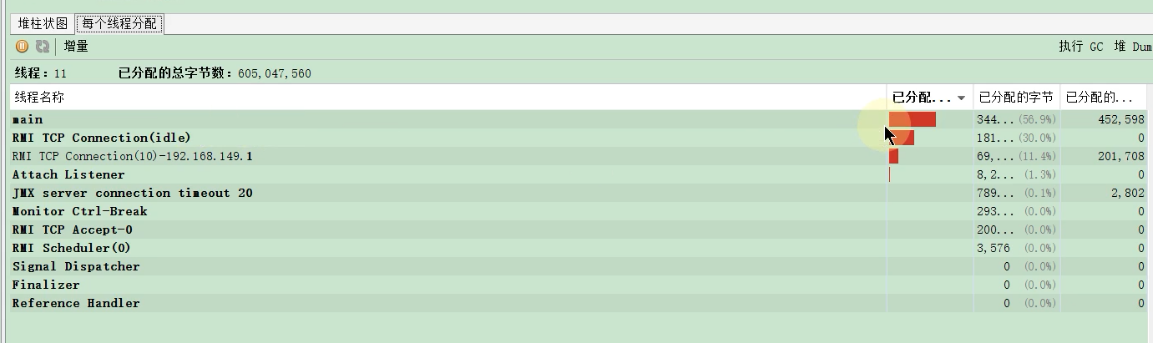 堆柱状图 每个线程分配
增量 执行 GC 堆 Dum
线程: 11 已分配的总字节数: 605,047,560
线程名称 已分配... 已分配的字节 已分配的...
main 344... (56.9%) 452,598
RMI TCP Connection(idle) 181... (30.0%) 0
RMI TCP Connection(10)-192.168.149.1 69,... (11.4%) 201,708
Attach Listener 8,2... (1.3%) 0
JMX server connection timeout 20 789... (0.1%) 2,802
Monitor Ctrl-Break 293... (0.0%) 0
RMI TCP Accept-0 200... (0.0%) 0
RMI Scheduler(0) 3,576 (0.0%) 0
Signal Dispatcher 0 (0.0%) 0
Finalizer 0 (0.0%) 0
Reference Handler 0 (0.0%) 0